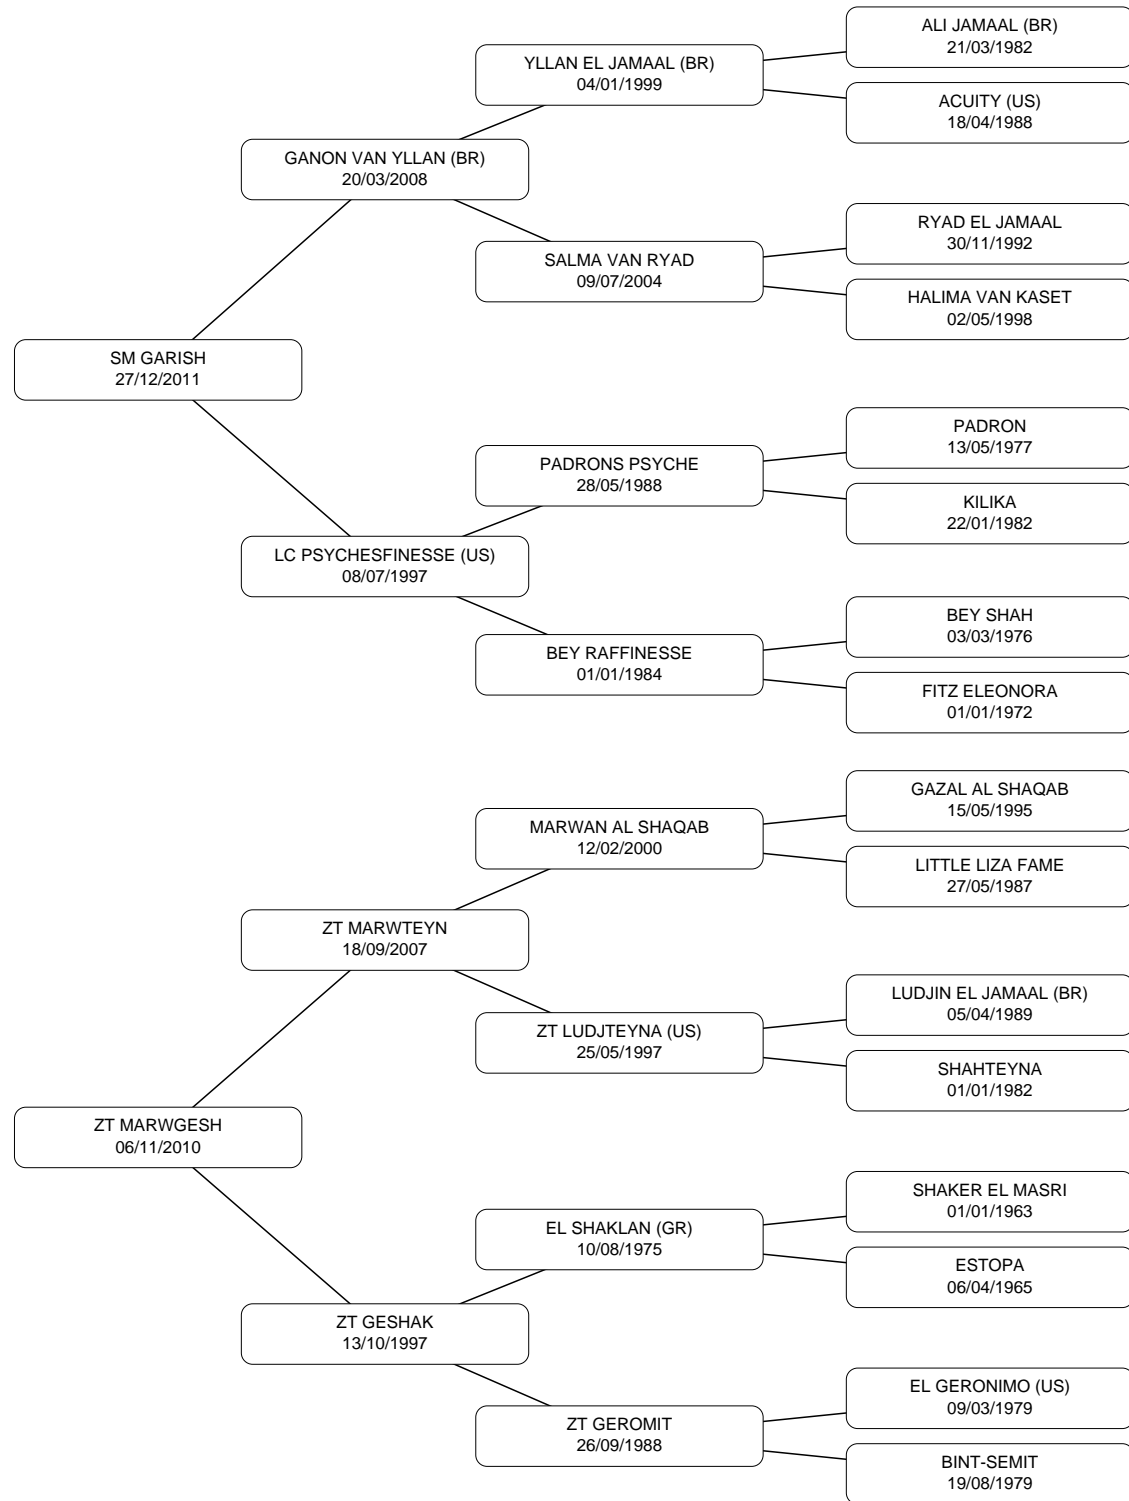 ALI JAMAAL (BR)
21/03/1982
YLLAN EL JAMAAL (BR)
04/01/1999
ACUITY (US)
18/04/1988
GANON VAN YLLAN (BR)
20/03/2008
RYAD EL JAMAAL
30/11/1992
SALMA VAN RYAD
09/07/2004
HALIMA VAN KASET
02/05/1998
SM GARISH
27/12/2011
PADRON
13/05/1977
PADRONS PSYCHE
28/05/1988
KILIKA
22/01/1982
LC PSYCHESFINESSE (US)
08/07/1997
BEY SHAH
03/03/1976
BEY RAFFINESSE
01/01/1984
FITZ ELEONORA
01/01/1972
GAZAL AL SHAQAB
15/05/1995
MARWAN AL SHAQAB
12/02/2000
LITTLE LIZA FAME
27/05/1987
ZT MARWTEYN
18/09/2007
LUDJIN EL JAMAAL (BR)
05/04/1989
ZT LUDJTEYNA (US)
25/05/1997
SHAHTEYNA
01/01/1982
ZT MARWGESH
06/11/2010
SHAKER EL MASRI
01/01/1963
EL SHAKLAN (GR)
10/08/1975
ESTOPA
06/04/1965
ZT GESHAK
13/10/1997
EL GERONIMO (US)
09/03/1979
ZT GEROMIT
26/09/1988
BINT-SEMIT
19/08/1979